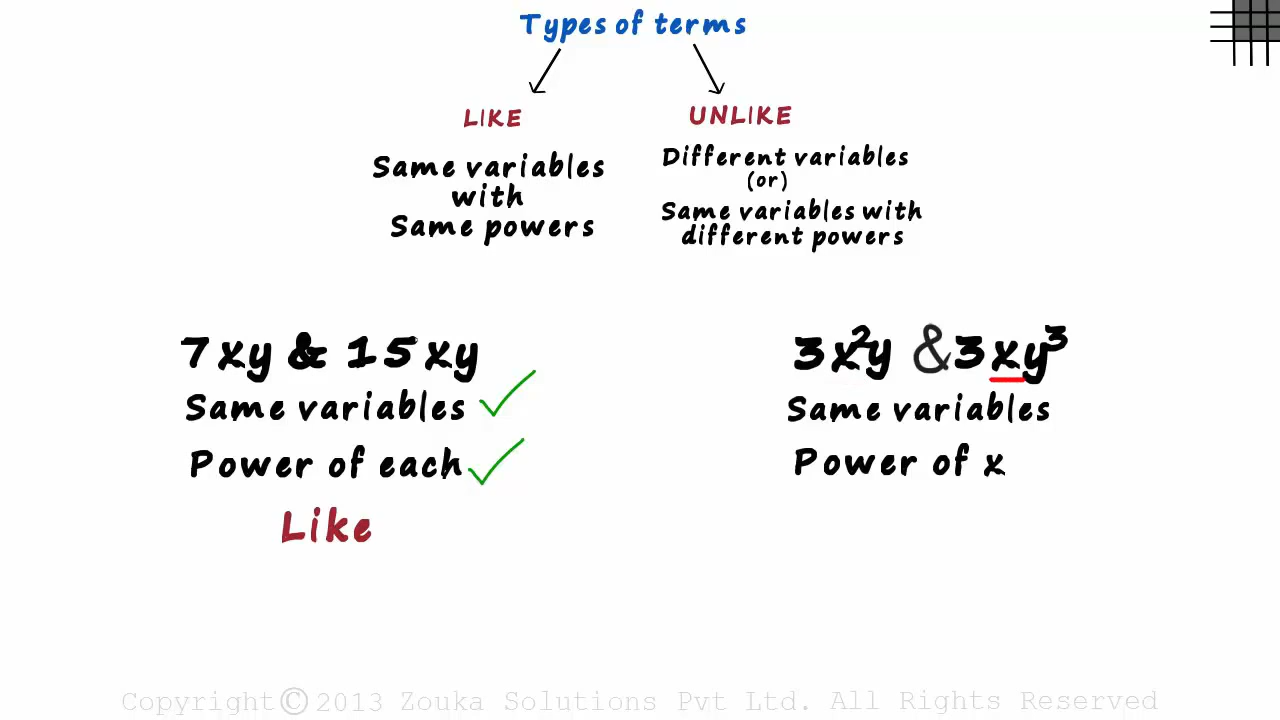 Types of terms
LIKE
Same variables
with
Same powers
UNLIKE
Different variables
(or)
Same variables with
different powers
7xy & 15xy
Same variables ✓
Power of each ✓
Like
3x²y & 3xy³
Same variables
Power of x
Copyright © 2013 Zouka Solutions Pvt Ltd. All Rights Reserved